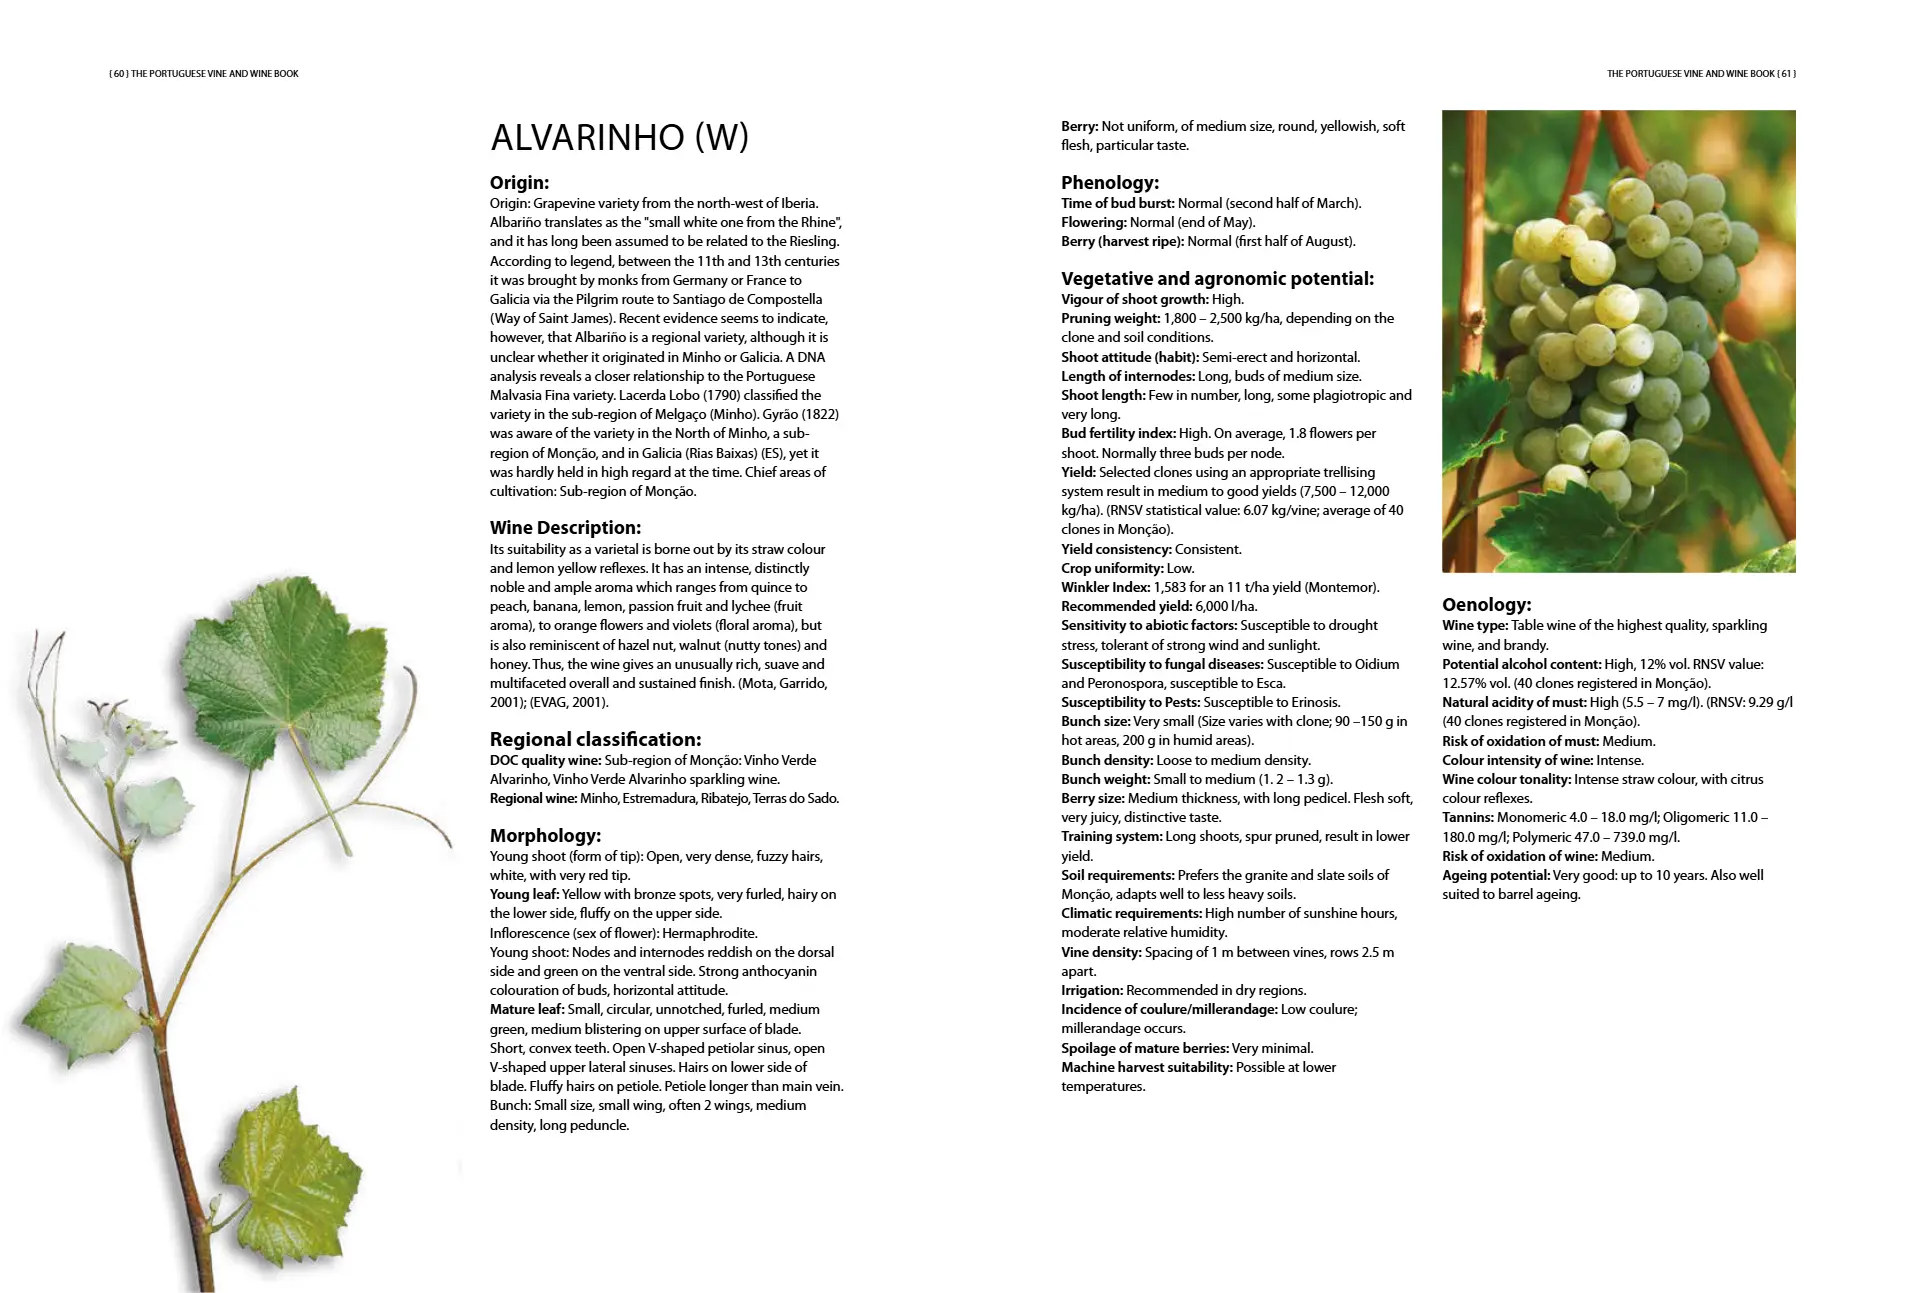 { 60 } THE PORTUGUESE VINE AND WINE BOOK
ALVARINHO (W)
Origin:
Origin: Grapevine variety from the north-west of Iberia.
Albariño translates as the "small white one from the Rhine",
and it has long been assumed to be related to the Riesling.
According to legend, between the 11th and 13th centuries
it was brought by monks from Germany or France to
Galicia via the Pilgrim route to Santiago de Compostella
(Way of Saint James). Recent evidence seems to indicate,
however, that Albariño is a regional variety, although it is
unclear whether it originated in Minho or Galicia. A DNA
analysis reveals a closer relationship to the Portuguese
Malvasia Fina variety. Lacerda Lobo (1790) classified the
variety in the sub-region of Melgaço (Minho). Gyrão (1822)
was aware of the variety in the North of Minho, a sub-
region of Monção, and in Galicia (Rias Baixas) (ES), yet it
was hardly held in high regard at the time. Chief areas of
cultivation: Sub-region of Monção.
Wine Description:
Its suitability as a varietal is borne out by its straw colour
and lemon yellow reflexes. It has an intense, distinctly
noble and ample aroma which ranges from quince to
peach, banana, lemon, passion fruit and lychee (fruit
aroma), to orange flowers and violets (floral aroma), but
is also reminiscent of hazel nut, walnut (nutty tones) and
honey. Thus, the wine gives an unusually rich, suave and
multifaceted overall and sustained finish. (Mota, Garrido,
2001); (EVAG, 2001).
Regional classification:
DOC quality wine: Sub-region of Monção: Vinho Verde
Alvarinho, Vinho Verde Alvarinho sparkling wine.
Regional wine: Minho, Estremadura, Ribatejo, Terras do Sado.
Morphology:
Young shoot (form of tip): Open, very dense, fuzzy hairs,
white, with very red tip.
Young leaf: Yellow with bronze spots, very furled, hairy on
the lower side, fluffy on the upper side.
Inflorescence (sex of flower): Hermaphrodite.
Young shoot: Nodes and internodes reddish on the dorsal
side and green on the ventral side. Strong anthocyanin
colouration of buds, horizontal attitude.
Mature leaf: Small, circular, unnotched, furled, medium
green, medium blistering on upper surface of blade.
Short, convex teeth. Open V-shaped petiolar sinus, open
V-shaped upper lateral sinuses. Hairs on lower side of
blade. Fluffy hairs on petiole. Petiole longer than main vein.
Bunch: Small size, small wing, often 2 wings, medium
density, long peduncle.
THE PORTUGUESE VINE AND WINE BOOK { 61 }
Berry: Not uniform, of medium size, round, yellowish, soft
flesh, particular taste.
Phenology:
Time of bud burst: Normal (second half of March).
Flowering: Normal (end of May).
Berry (harvest ripe): Normal (first half of August).
Vegetative and agronomic potential:
Vigour of shoot growth: High.
Pruning weight: 1,800 – 2,500 kg/ha, depending on the
clone and soil conditions.
Shoot attitude (habit): Semi-erect and horizontal.
Length of internodes: Long, buds of medium size.
Shoot length: Few in number, long, some plagiotropic and
very long.
Bud fertility index: High. On average, 1.8 flowers per
shoot. Normally three buds per node.
Yield: Selected clones using an appropriate trellising
system result in medium to good yields (7,500 – 12,000
kg/ha). (RNSV statistical value: 6.07 kg/vine; average of 40
clones in Monção).
Yield consistency: Consistent.
Crop uniformity: Low.
Winkler Index: 1,583 for an 11 t/ha yield (Montemor).
Recommended yield: 6,000 l/ha.
Sensitivity to abiotic factors: Susceptible to drought
stress, tolerant of strong wind and sunlight.
Susceptibility to fungal diseases: Susceptible to Oidium
and Peronospora, susceptible to Esca.
Susceptibility to Pests: Susceptible to Erinosis.
Bunch size: Very small (Size varies with clone; 90 –150 g in
hot areas, 200 g in humid areas).
Bunch density: Loose to medium density.
Bunch weight: Small to medium (1. 2 – 1.3 g).
Berry size: Medium thickness, with long pedicel. Flesh soft,
very juicy, distinctive taste.
Training system: Long shoots, spur pruned, result in lower
yield.
Soil requirements: Prefers the granite and slate soils of
Monção, adapts well to less heavy soils.
Climatic requirements: High number of sunshine hours,
moderate relative humidity.
Vine density: Spacing of 1 m between vines, rows 2.5 m
apart.
Irrigation: Recommended in dry regions.
Incidence of coulure/millerandage: Low coulure;
millerandage occurs.
Spoilage of mature berries: Very minimal.
Machine harvest suitability: Possible at lower
temperatures.
Oenology:
Wine type: Table wine of the highest quality, sparkling
wine, and brandy.
Potential alcohol content: High, 12% vol. RNSV value:
12.57% vol. (40 clones registered in Monção).
Natural acidity of must: High (5.5 – 7 mg/l). (RNSV: 9.29 g/l
(40 clones registered in Monção).
Risk of oxidation of must: Medium.
Colour intensity of wine: Intense.
Wine colour tonality: Intense straw colour, with citrus
colour reflexes.
Tannins: Monomeric 4.0 – 18.0 mg/l; Oligomeric 11.0 –
180.0 mg/l; Polymeric 47.0 – 739.0 mg/l.
Risk of oxidation of wine: Medium.
Ageing potential: Very good: up to 10 years. Also well
suited to barrel ageing.